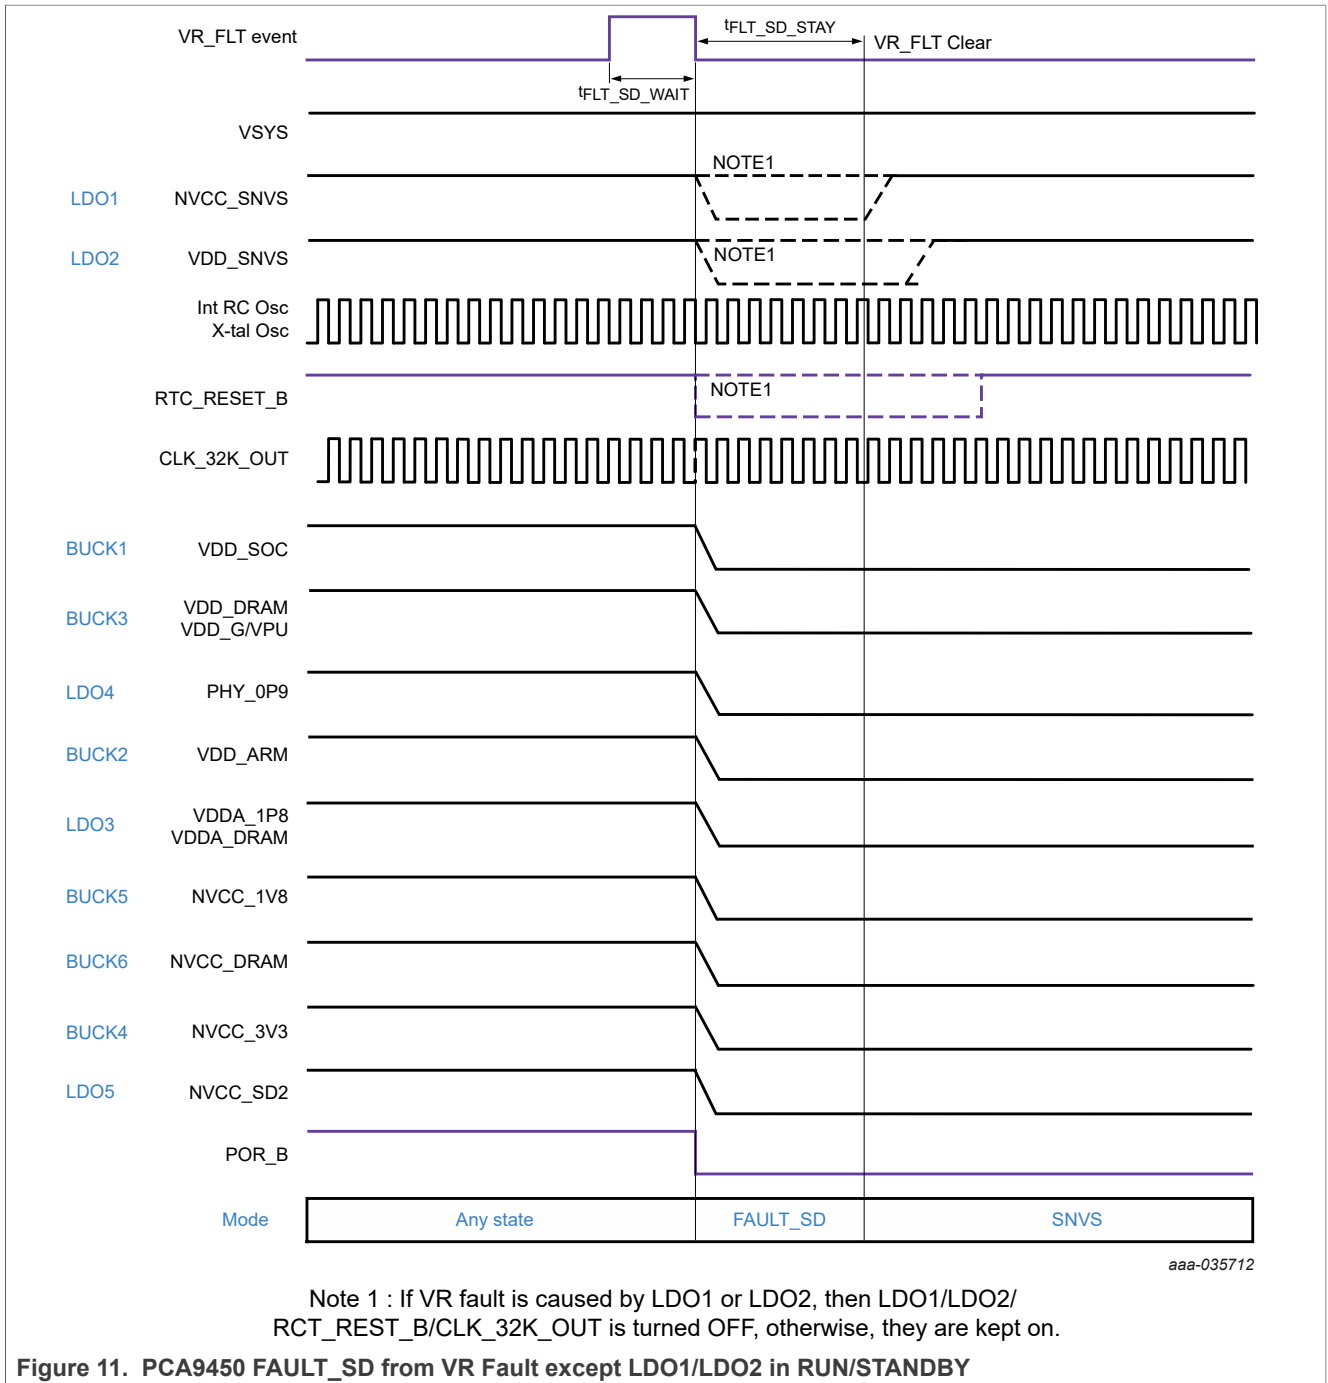 VR_FLT event
tFLT_SD_STAY
VR_FLT Clear
tFLT_SD_WAIT
VSYS
NOTE1
LDO1 NVCC_SNVS
LDO2 VDD_SNVS
NOTE1
Int RC Osc
X-tal Osc
RTC_RESET_B
NOTE1
CLK_32K_OUT
BUCK1 VDD_SOC
BUCK3 VDD_DRAM
VDD_G/VPU
LDO4 PHY_0P9
BUCK2 VDD_ARM
LDO3 VDDA_1P8
VDDA_DRAM
BUCK5 NVCC_1V8
BUCK6 NVCC_DRAM
BUCK4 NVCC_3V3
LDO5 NVCC_SD2
POR_B
Mode Any state FAULT_SD SNVS
aaa-035712
Note 1 : If VR fault is caused by LDO1 or LDO2, then LDO1/LDO2/
RCT_REST_B/CLK_32K_OUT is turned OFF, otherwise, they are kept on.
Figure 11. PCA9450 FAULT_SD from VR Fault except LDO1/LDO2 in RUN/STANDBY